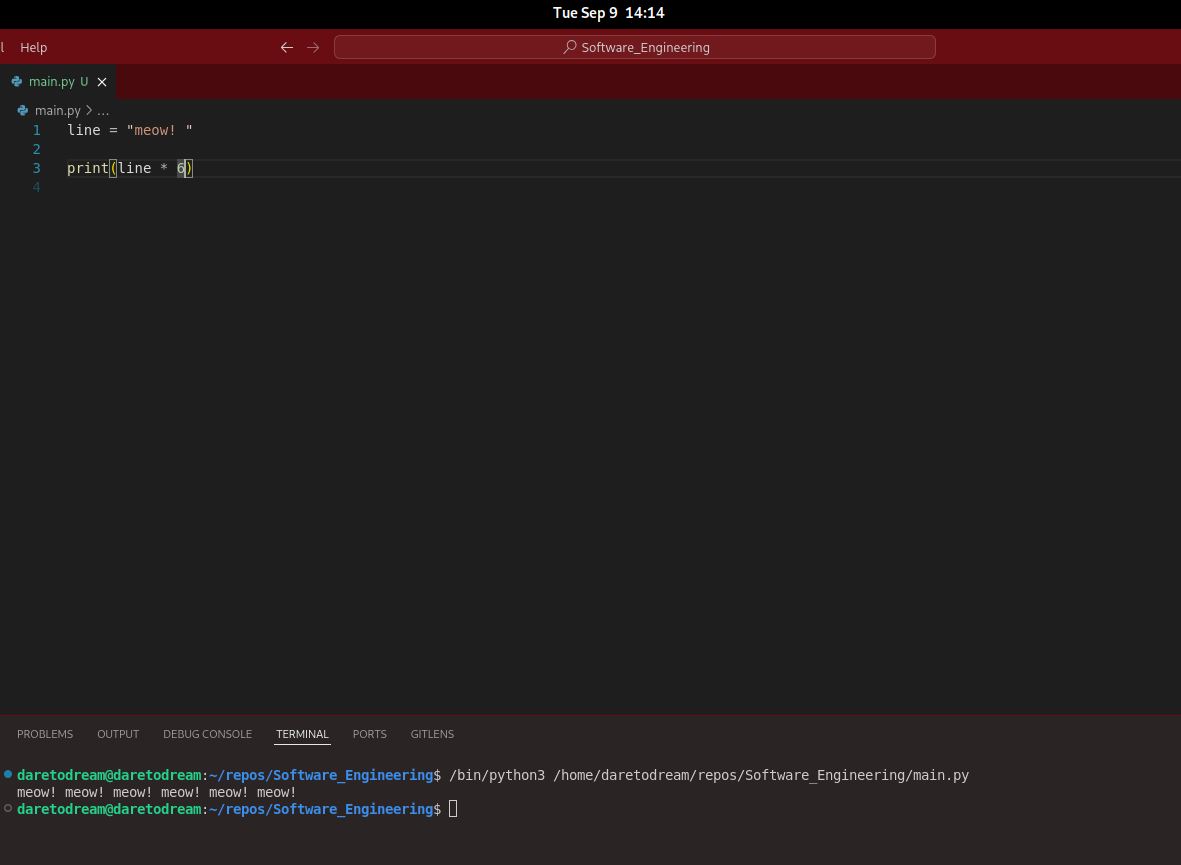 Tue Sep 9 14:14
l Help
Software_Engineering
main.py U
main.py > ...
1 line = "meow! "
2
3 print(line * 6)
4
PROBLEMS OUTPUT DEBUG CONSOLE TERMINAL PORTS GITLENS
daretodream@daretodream:~/repos/Software_Engineering$ /bin/python3 /home/daretodream/repos/Software_Engineering/main.py
meow! meow! meow! meow! meow! meow!
daretodream@daretodream:~/repos/Software_Engineering$